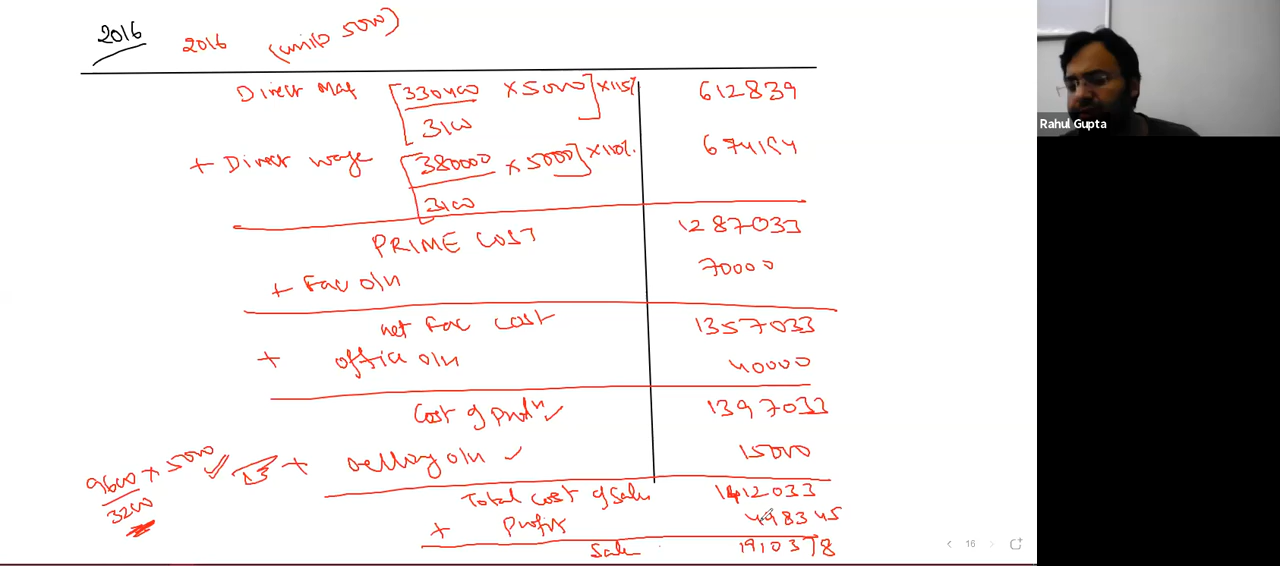 2016 2016 (units 5000)
Direct Mat [330400 × 5000] × 115% 612839
3100
+ Direct wage [380000 × 5000] × 110% 674194
3100
PRIME COST 1287033
+ Fac o/h 70000
net Fac cost 1357033
+ office o/h 40000
Cost of prodn ✓ 1397033
9600 × 5000 ✓ + Selling o/h ✓ 15000
3200
Total cost of Sale 1412033
+ Profit 498345
Sale 1910378
Rahul Gupta
16